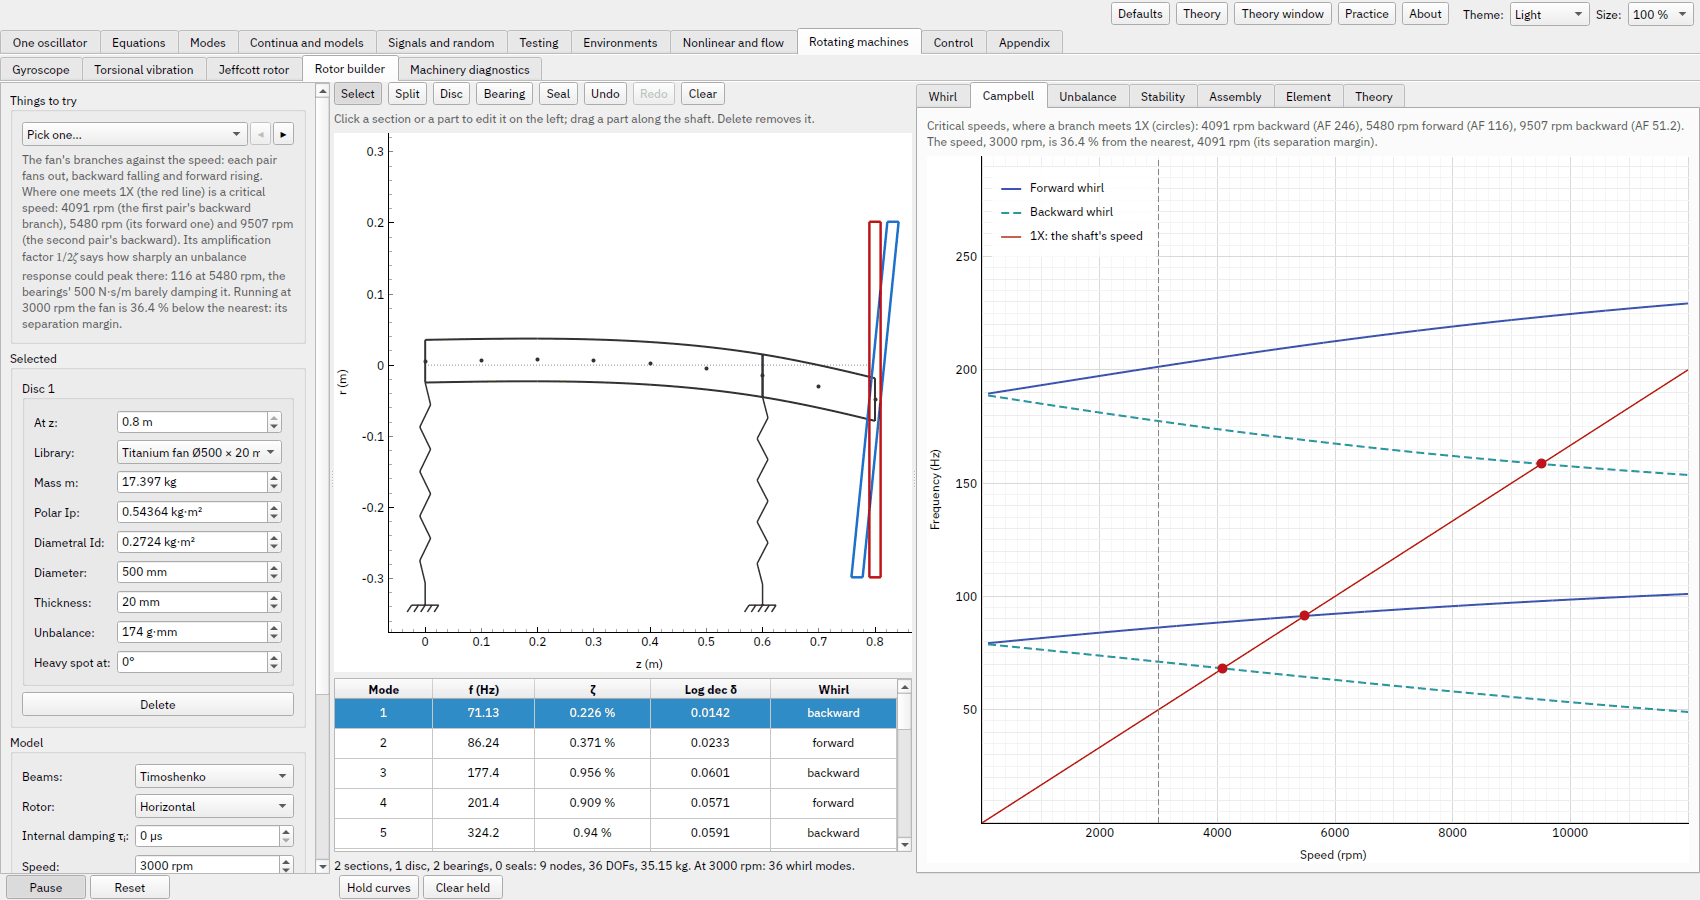 Defaults Theory Theory window Practice About Theme: Light Size: 100 %
One oscillator Equations Modes Continua and models Signals and random Testing Environments Nonlinear and flow Rotating machines Control Appendix
Gyroscope Torsional vibration Jeffcott rotor Rotor builder Machinery diagnostics
Things to try
Pick one...
The fan's branches against the speed: each pair
fans out, backward falling and forward rising.
Where one meets 1X (the red line) is a critical
speed: 4091 rpm (the first pair's backward
branch), 5480 rpm (its forward one) and 9507 rpm
(the second pair's backward). Its amplification
factor 1/2ζ says how sharply an unbalance
response could peak there: 116 at 5480 rpm, the
bearings' 500 N·s/m barely damping it. Running at
3000 rpm the fan is 36.4 % below the nearest: its
separation margin.
Selected
Disc 1
At z: 0.8 m
Library: Titanium fan Ø500 × 20 m
Mass m: 17.397 kg
Polar Ip: 0.54364 kg·m²
Diametral Id: 0.2724 kg·m²
Diameter: 500 mm
Thickness: 20 mm
Unbalance: 174 g·mm
Heavy spot at: 0°
Delete
Model
Beams: Timoshenko
Rotor: Horizontal
Internal damping τi: 0 µs
Speed: 3000 rpm
Pause Reset
Select Split Disc Bearing Seal Undo Redo Clear
Click a section or a part to edit it on the left; drag a part along the shaft. Delete removes it.
r (m)
0.3
0.2
0.1
0
-0.1
-0.2
-0.3
0 0.1 0.2 0.3 0.4 0.5 0.6 0.7 0.8
z (m)
Mode f (Hz) ζ Log dec δ Whirl
1 71.13 0.226 % 0.0142 backward
2 86.24 0.371 % 0.0233 forward
3 177.4 0.956 % 0.0601 backward
4 201.4 0.909 % 0.0571 forward
5 324.2 0.94 % 0.0591 backward
2 sections, 1 disc, 2 bearings, 0 seals: 9 nodes, 36 DOFs, 35.15 kg. At 3000 rpm: 36 whirl modes.
Hold curves Clear held
Whirl Campbell Unbalance Stability Assembly Element Theory
Critical speeds, where a branch meets 1X (circles): 4091 rpm backward (AF 246), 5480 rpm forward (AF 116), 9507 rpm backward (AF 51.2).
The speed, 3000 rpm, is 36.4 % from the nearest, 4091 rpm (its separation margin).
Forward whirl
Backward whirl
1X: the shaft's speed
Frequency (Hz)
250
200
150
100
50
2000 4000 6000 8000 10000
Speed (rpm)